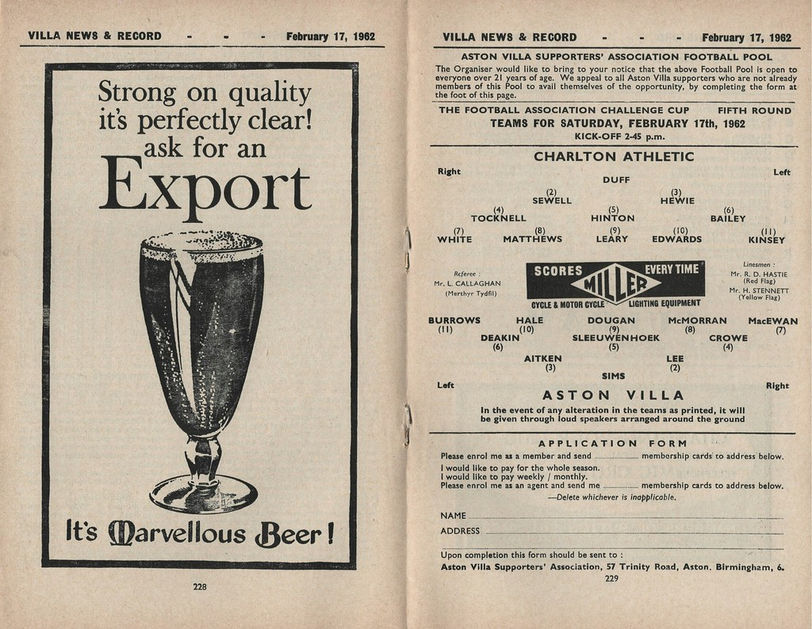 VILLA NEWS & RECORD - - - February 17, 1962
Strong on quality
it's perfectly clear!
ask for an
Export
It's Marvellous Beer!
228
VILLA NEWS & RECORD - - - February 17, 1962
ASTON VILLA SUPPORTERS' ASSOCIATION FOOTBALL POOL
The Organiser would like to bring to your notice that the above Football Pool is open to
everyone over 21 years of age. We appeal to all Aston Villa supporters who are not already
members of this Pool to avail themselves of the opportunity, by completing the form at
the foot of this page.
THE FOOTBALL ASSOCIATION CHALLENGE CUP FIFTH ROUND
TEAMS FOR SATURDAY, FEBRUARY 17th, 1962
KICK-OFF 2-45 p.m.
CHARLTON ATHLETIC
Right Left
DUFF
(2) (3)
SEWELL HEWIE
(4) (5) (6)
TOCKNELL HINTON BAILEY
(7) (8) (9) (10) (11)
WHITE MATTHEWS LEARY EDWARDS KINSEY
Referee :
Mr. L. CALLAGHAN
(Merthyr Tydfil)
SCORES MILLER EVERY TIME
CYCLE & MOTOR CYCLE LIGHTING EQUIPMENT
Linesmen :
Mr. R. D. HASTIE
(Red Flag)
Mr. H. STENNETT
(Yellow Flag)
BURROWS HALE DOUGAN McMORRAN MacEWAN
(11) (10) (9) (8) (7)
DEAKIN SLEEUWENHOEK CROWE
(6) (5) (4)
AITKEN LEE
(3) (2)
SIMS
Left Right
ASTON VILLA
In the event of any alteration in the teams as printed, it will
be given through loud speakers arranged around the ground
APPLICATION FORM
Please enrol me as a member and send membership cards to address below.
I would like to pay for the whole season.
I would like to pay weekly / monthly.
Please enrol me as an agent and send me membership cards to address below.
—Delete whichever is inapplicable.
NAME
ADDRESS
Upon completion this form should be sent to :
Aston Villa Supporters' Association, 57 Trinity Road, Aston. Birmingham, 6.
229